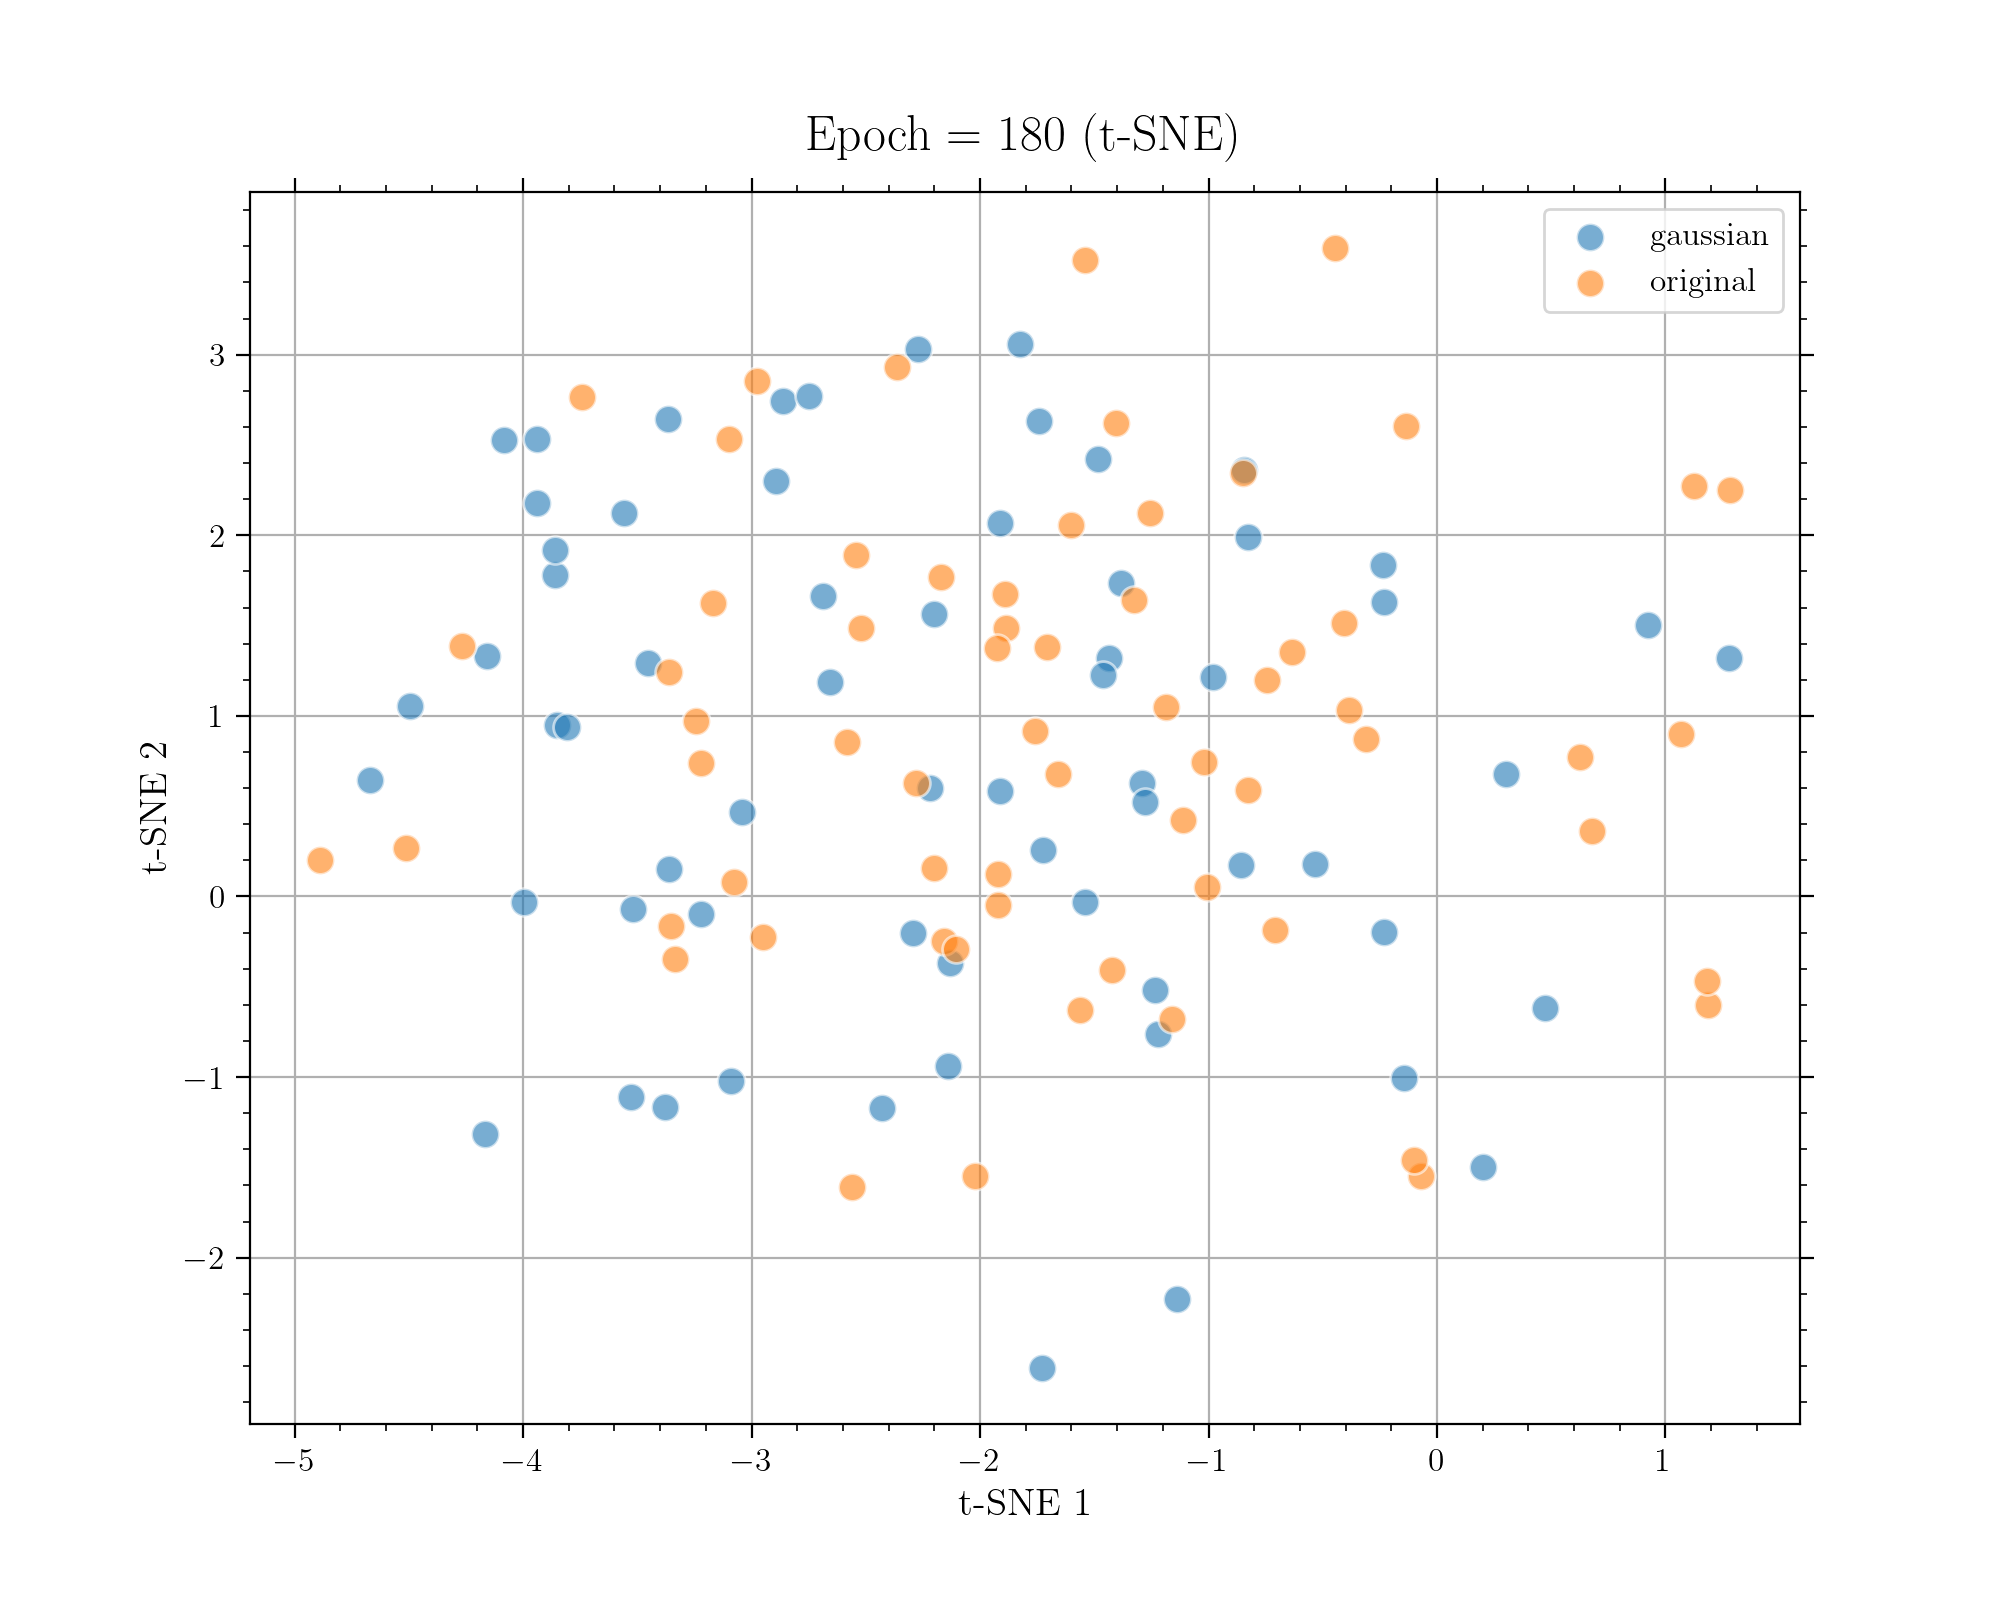 Epoch = 180 (t-SNE)
gaussian
original
3
2
1
0
−1
−2
t-SNE 2
−5 −4 −3 −2 −1 0 1
t-SNE 1